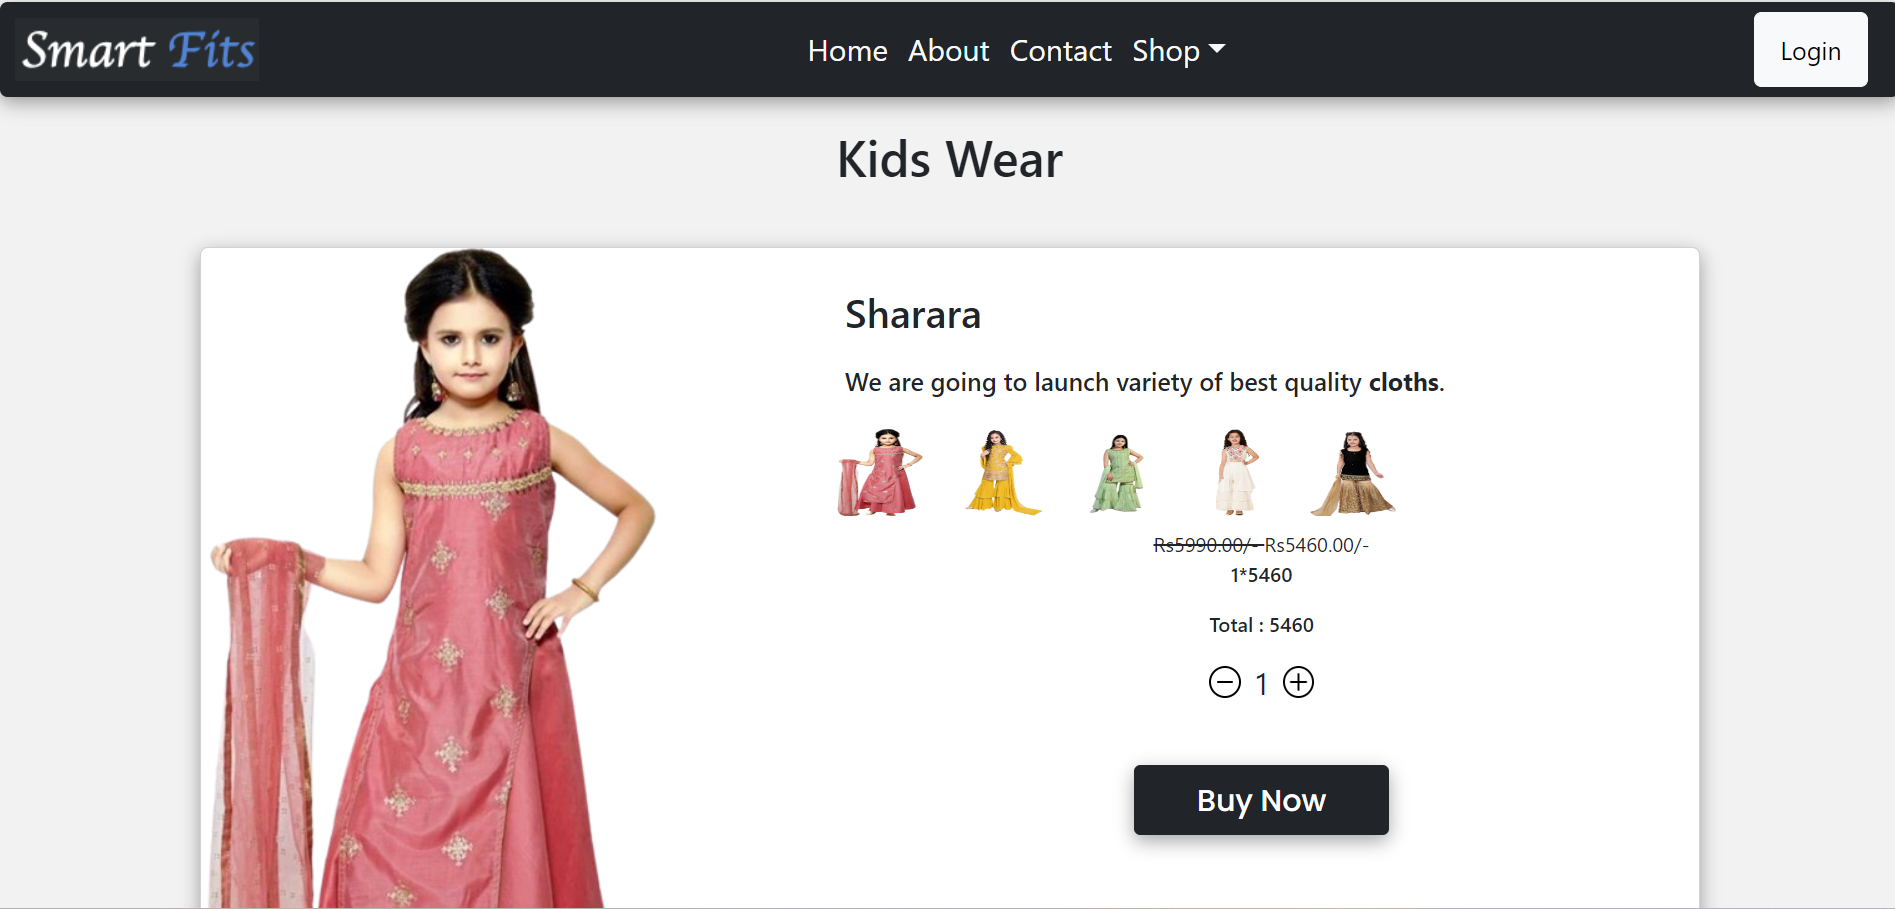 Smart Fits
Home About Contact Shop
Login
Kids Wear
Sharara
We are going to launch variety of best quality cloths.
Rs5990.00/- Rs5460.00/-
1*5460
Total : 5460
1
Buy Now